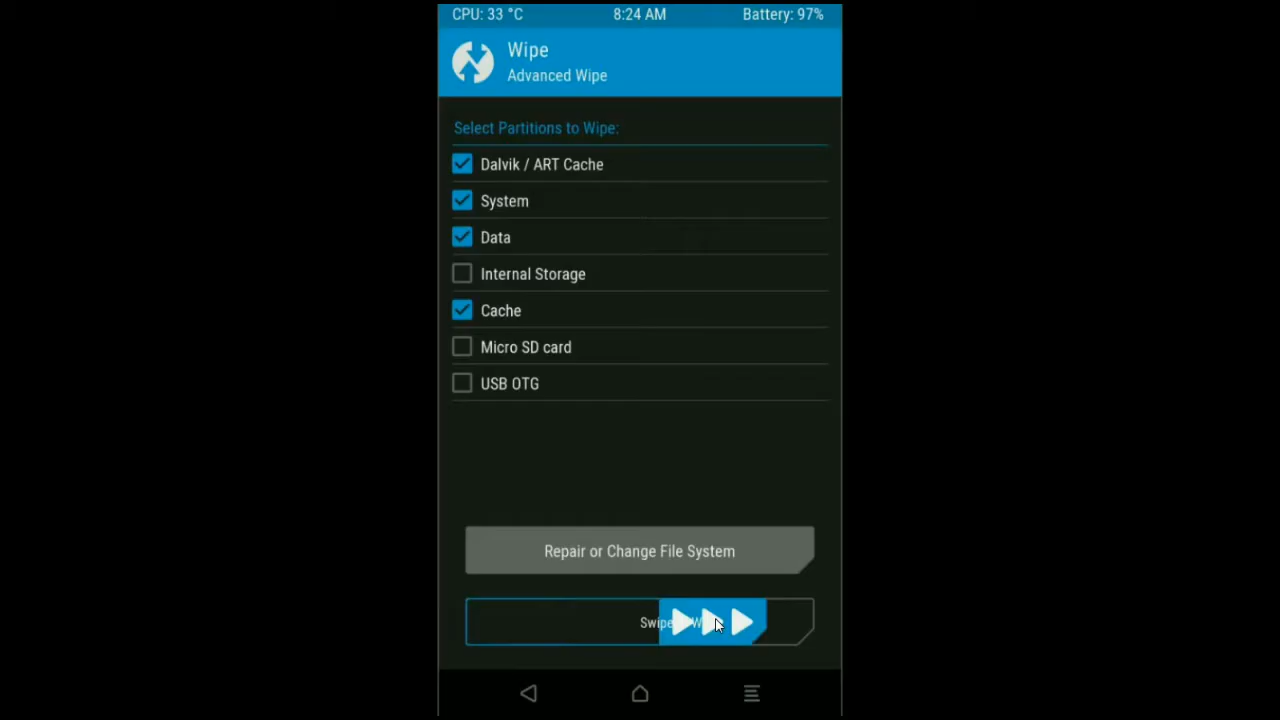 CPU: 33 °C 8:24 AM Battery: 97%
Wipe
Advanced Wipe
Select Partitions to Wipe:
Dalvik / ART Cache
System
Data
Internal Storage
Cache
Micro SD card
USB OTG
Repair or Change File System
Swipe